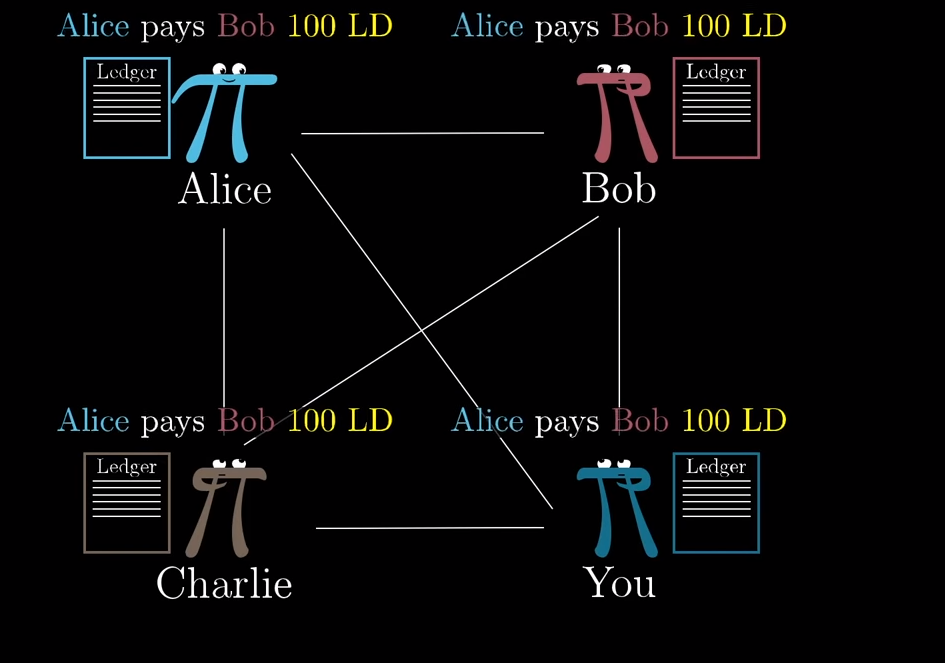 Alice pays Bob 100 LD
Alice pays Bob 100 LD
Ledger
Ledger
Alice
Bob
Alice pays Bob 100 LD
Alice pays Bob 100 LD
Ledger
Ledger
Charlie
You